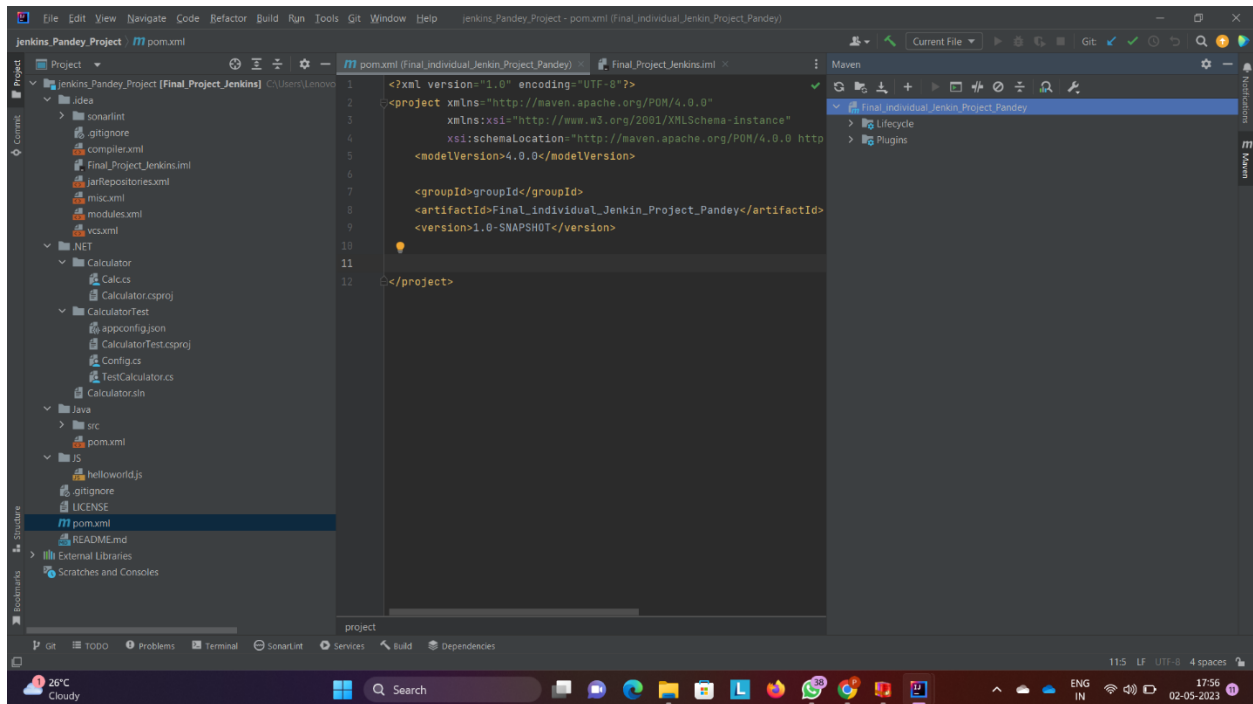 File Edit View Navigate Code Refactor Build Run Tools Git Window Help jenkins_Pandey_Project - pom.xml (Final_individual_Jenkin_Project_Pandey)
jenkins_Pandey_Project pom.xml
Current File
Git:
Project
pom.xml (Final_individual_Jenkin_Project_Pandey)
Final_Project_Jenkins.iml
Maven
Project
Commit
Structure
Bookmarks
jenkins_Pandey_Project [Final_Project_Jenkins] C:\Users\Lenovo
.idea
sonarlint
.gitignore
compiler.xml
Final_Project_Jenkins.iml
jarRepositories.xml
misc.xml
modules.xml
vcs.xml
.NET
Calculator
Calc.cs
Calculator.csproj
CalculatorTest
appconfig.json
CalculatorTest.csproj
Config.cs
TestCalculator.cs
Calculator.sln
Java
src
pom.xml
JS
helloworld.js
.gitignore
LICENSE
pom.xml
README.md
External Libraries
Scratches and Consoles
1 <?xml version="1.0" encoding="UTF-8"?>
2 <project xmlns="http://maven.apache.org/POM/4.0.0"
3 xmlns:xsi="http://www.w3.org/2001/XMLSchema-instance"
4 xsi:schemaLocation="http://maven.apache.org/POM/4.0.0 http
5 <modelVersion>4.0.0</modelVersion>
6
7 <groupId>groupId</groupId>
8 <artifactId>Final_individual_Jenkin_Project_Pandey</artifactId>
9 <version>1.0-SNAPSHOT</version>
10
11
12 </project>
project
Final_individual_Jenkin_Project_Pandey
Lifecycle
Plugins
Notifications
Maven
Git TODO Problems Terminal SonarLint Services Build Dependencies
11:5 LF UTF-8 4 spaces
1
26°C
Cloudy
Search
38
ENG
IN
17:56
02-05-2023
11